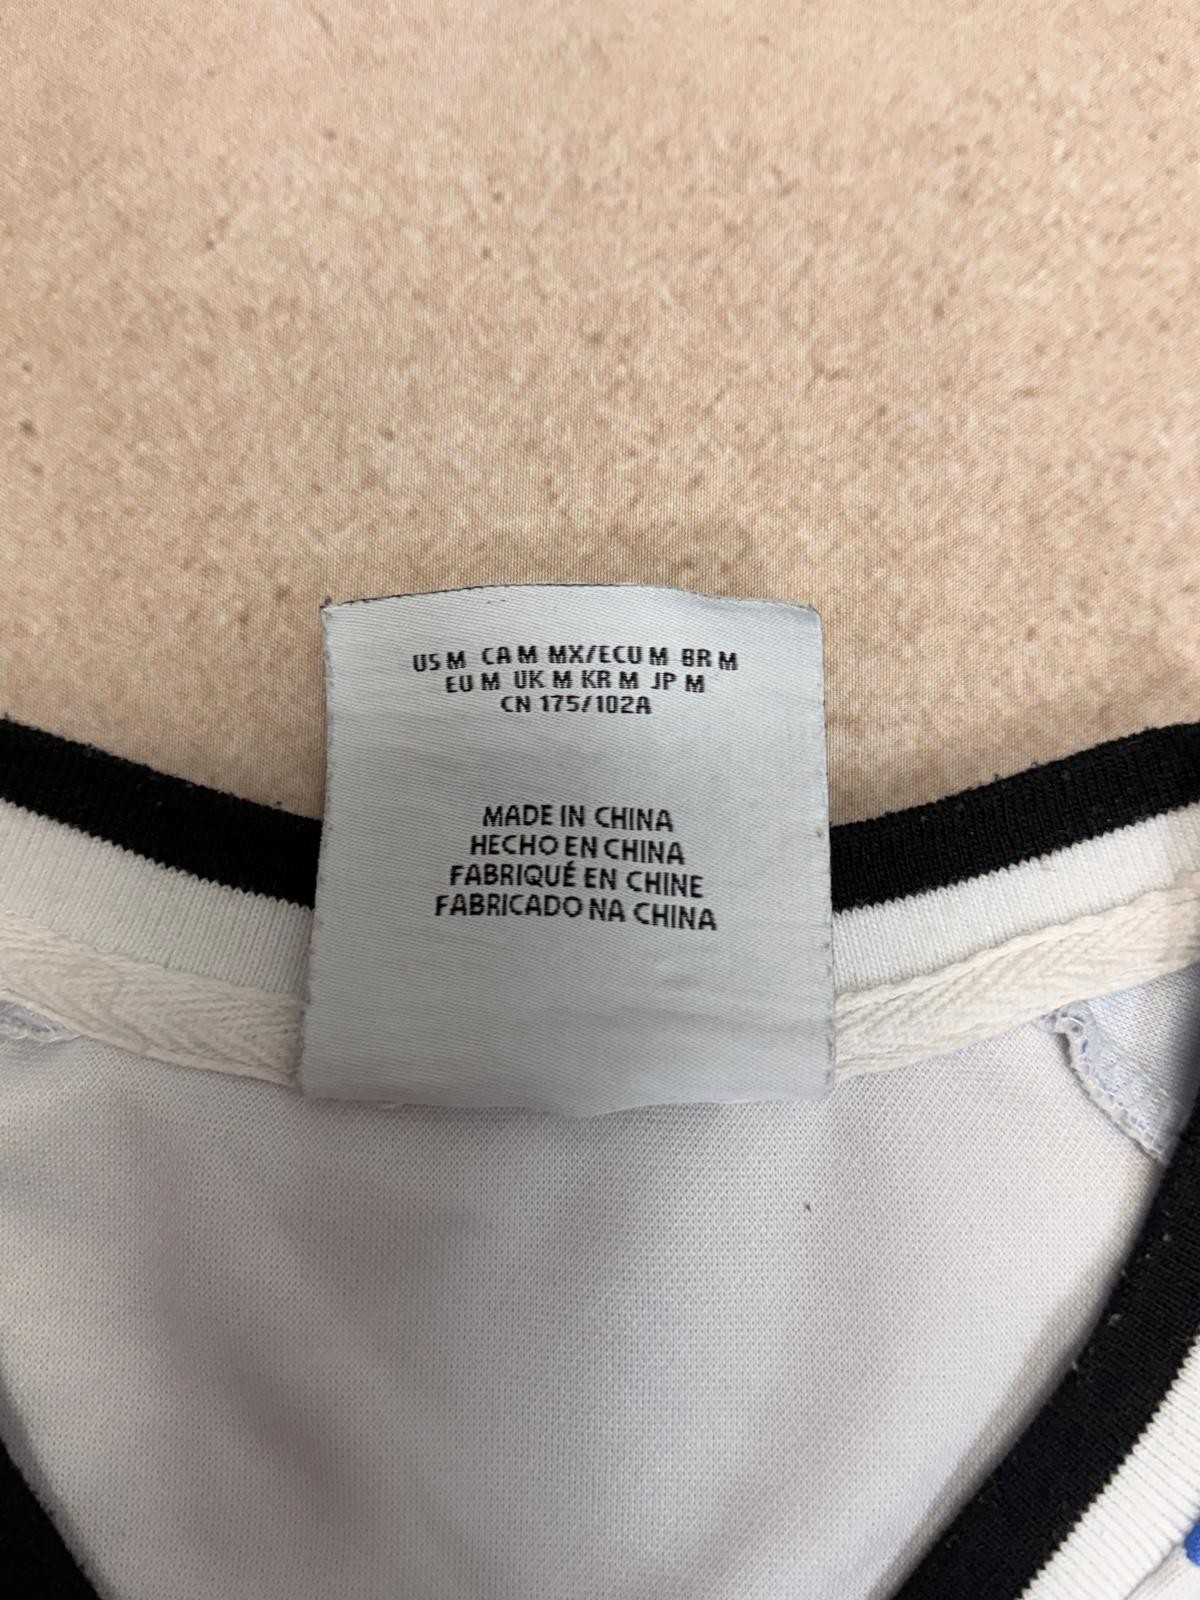 US M CA M MX/ECU M BR M
EU M UK M KR M JP M
CN 175/102A
MADE IN CHINA
HECHO EN CHINA
FABRIQUÉ EN CHINE
FABRICADO NA CHINA